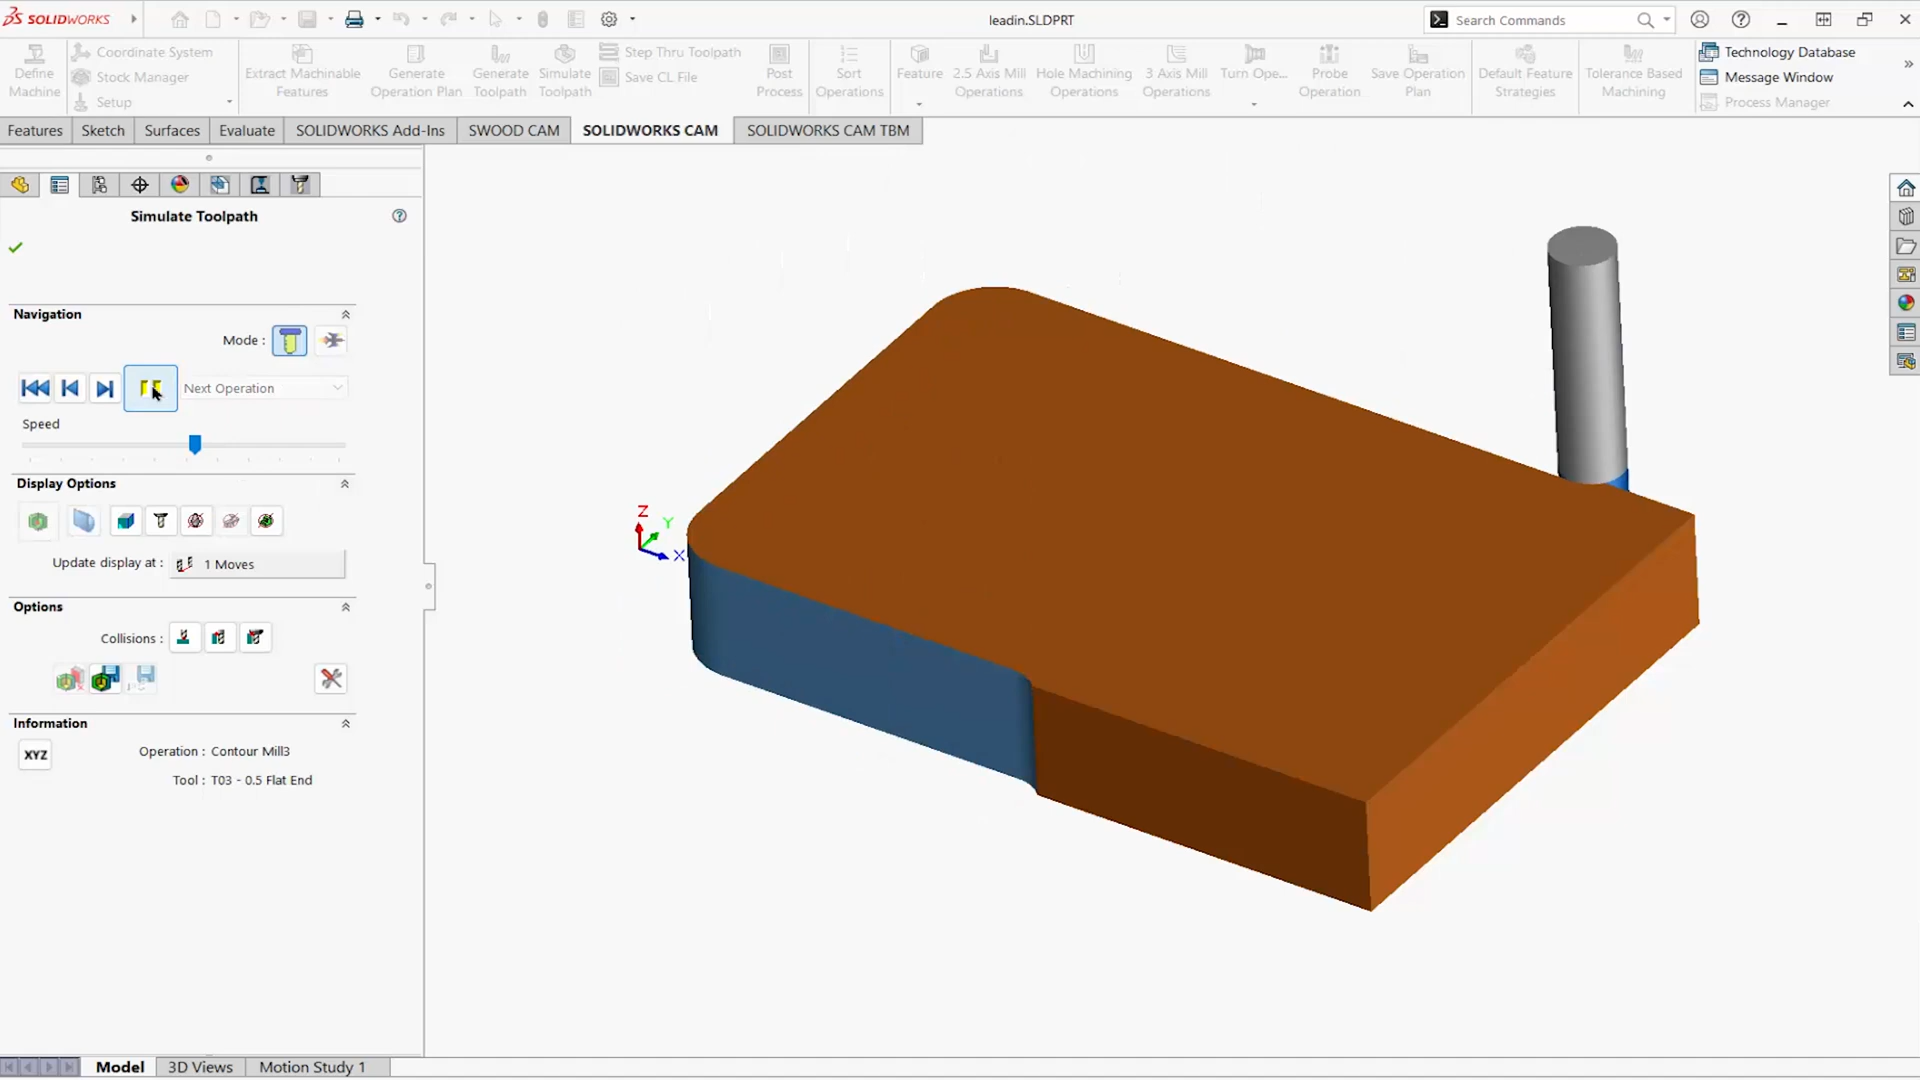 SOLIDWORKS
leadin.SLDPRT
Search Commands
Define Machine
Coordinate System
Stock Manager
Setup
Extract Machinable Features
Generate Operation Plan
Generate Toolpath
Simulate Toolpath
Step Thru Toolpath
Save CL File
Post Process
Sort Operations
Feature
2.5 Axis Mill Operations
Hole Machining Operations
3 Axis Mill Operations
Turn Ope...
Probe Operation
Save Operation Plan
Default Feature Strategies
Tolerance Based Machining
Technology Database
Message Window
Process Manager
Features
Sketch
Surfaces
Evaluate
SOLIDWORKS Add-Ins
SWOOD CAM
SOLIDWORKS CAM
SOLIDWORKS CAM TBM
Simulate Toolpath
Navigation
Mode :
Next Operation
Speed
Display Options
Update display at : 1 Moves
Options
Collisions :
Information
XYZ
Operation : Contour Mill3
Tool : T03 - 0.5 Flat End
Z
Y
X
Model
3D Views
Motion Study 1